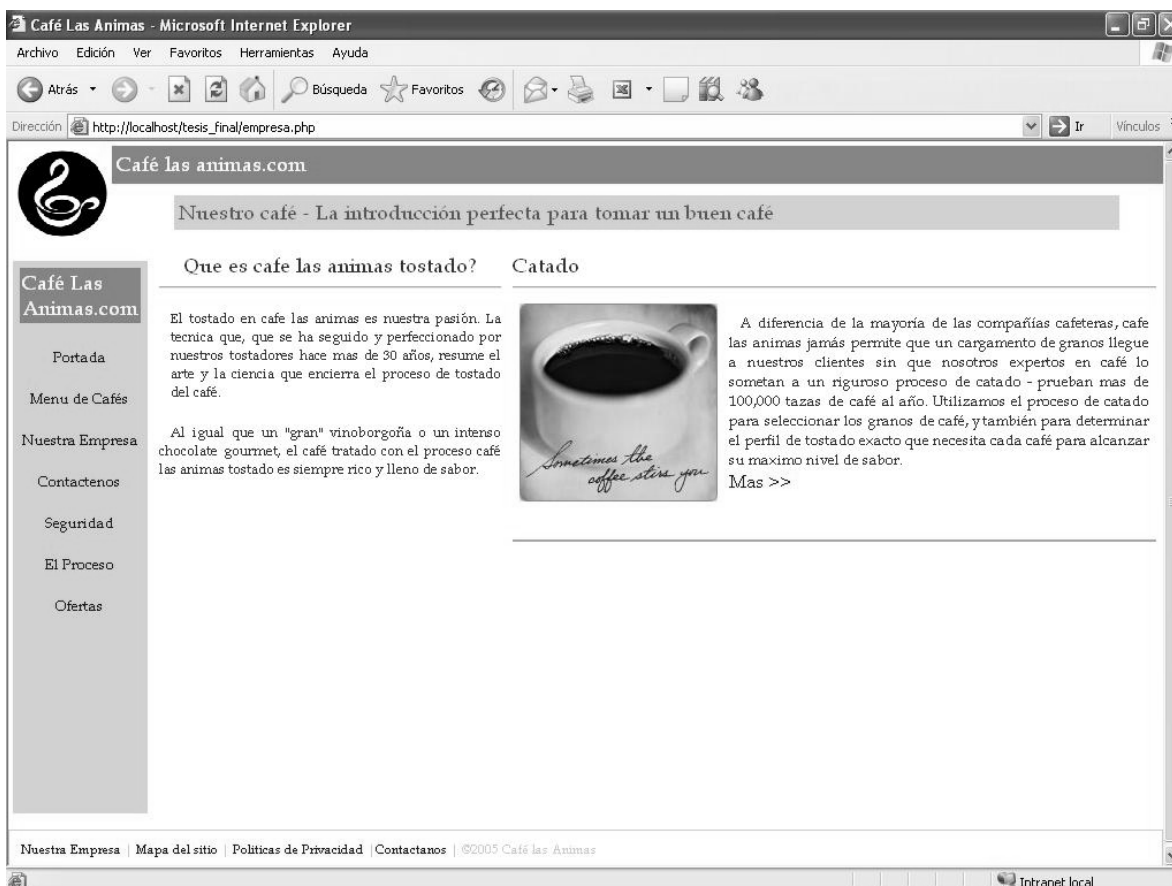 Café Las Animas - Microsoft Internet Explorer
Archivo Edición Ver Favoritos Herramientas Ayuda
Atrás Búsqueda Favoritos
Dirección http://localhost/tesis_final/empresa.php Ir Vínculos
Café las animas.com
Nuestro café - La introducción perfecta para tomar un buen café
Café Las
Animas.com
Portada
Menu de Cafés
Nuestra Empresa
Contactenos
Seguridad
El Proceso
Ofertas
Que es cafe las animas tostado?
El tostado en cafe las animas es nuestra pasión. La
tecnica que, que se ha seguido y perfeccionado por
nuestros tostadores hace mas de 30 años, resume el
arte y la ciencia que encierra el proceso de tostado
del café.
Al igual que un "gran" vinoborgoña o un intenso
chocolate gourmet, el café tratado con el proceso café
las animas tostado es siempre rico y lleno de sabor.
Catado
Sometimes the
coffee stirs you
A diferencia de la mayoría de las compañías cafeteras, cafe
las animas jamás permite que un cargamento de granos llegue
a nuestros clientes sin que nosotros expertos en café lo
sometan a un riguroso proceso de catado - prueban mas de
100,000 tazas de café al año. Utilizamos el proceso de catado
para seleccionar los granos de café, y también para determinar
el perfil de tostado exacto que necesita cada café para alcanzar
su maximo nivel de sabor.
Mas >>
Nuestra Empresa | Mapa del sitio | Politicas de Privacidad | Contactanos | ©2005 Café las Animas
Intranet local